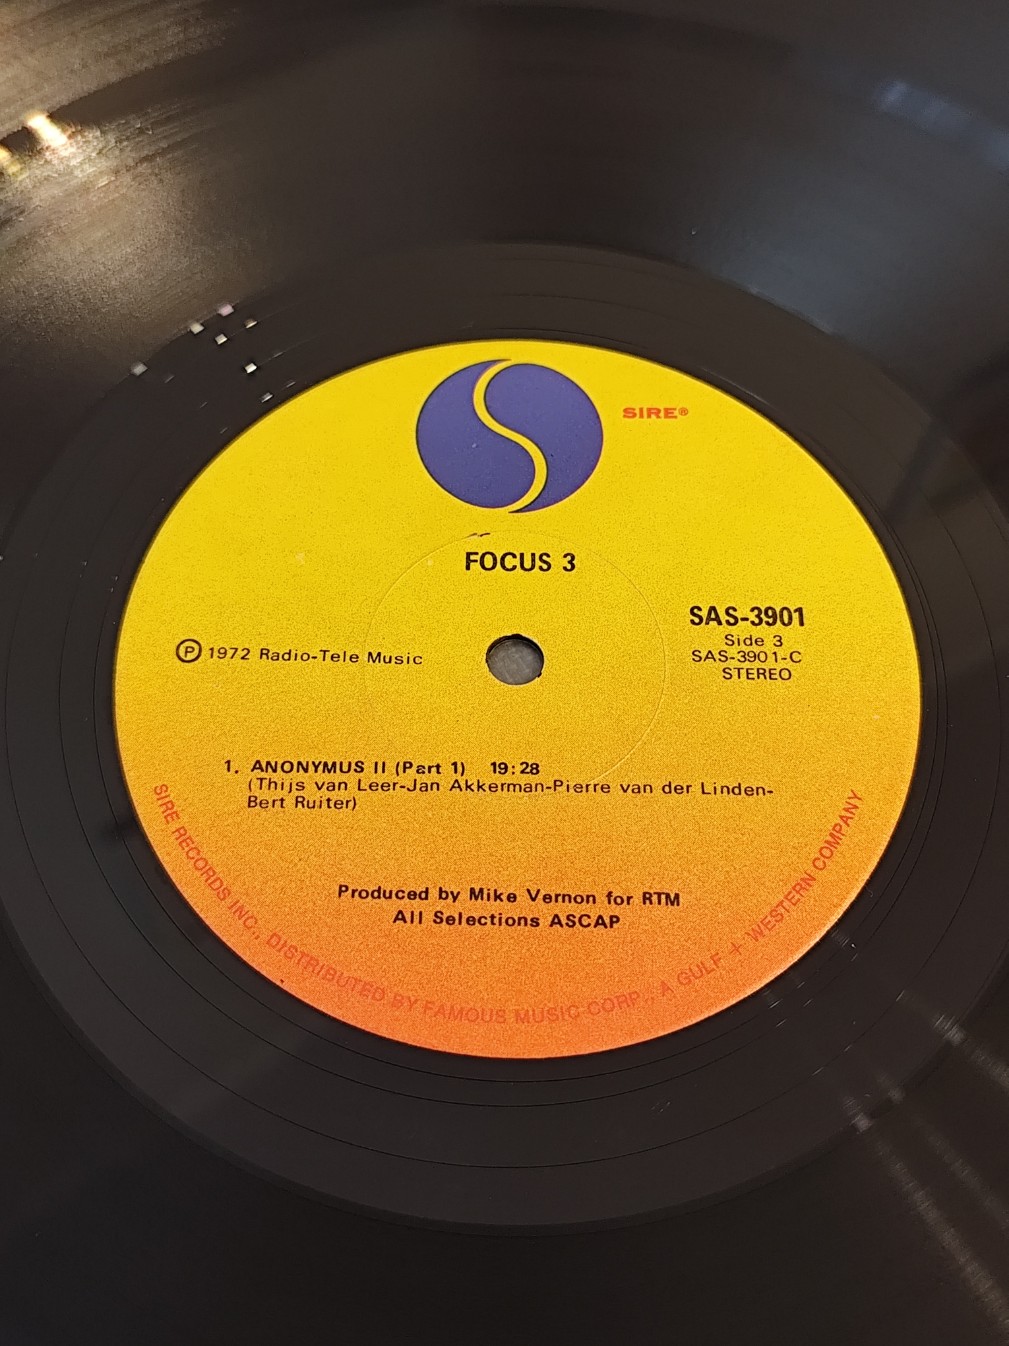 SIRE®
FOCUS 3
SAS-3901
Side 3
SAS-3901-C
STEREO
Ⓟ 1972 Radio-Tele Music
1. ANONYMUS II (Part 1) 19:28
(Thijs van Leer-Jan Akkerman-Pierre van der Linden-
Bert Ruiter)
Produced by Mike Vernon for RTM
All Selections ASCAP
SIRE RECORDS INC., DISTRIBUTED BY FAMOUS MUSIC CORP., A GULF + WESTERN COMPANY